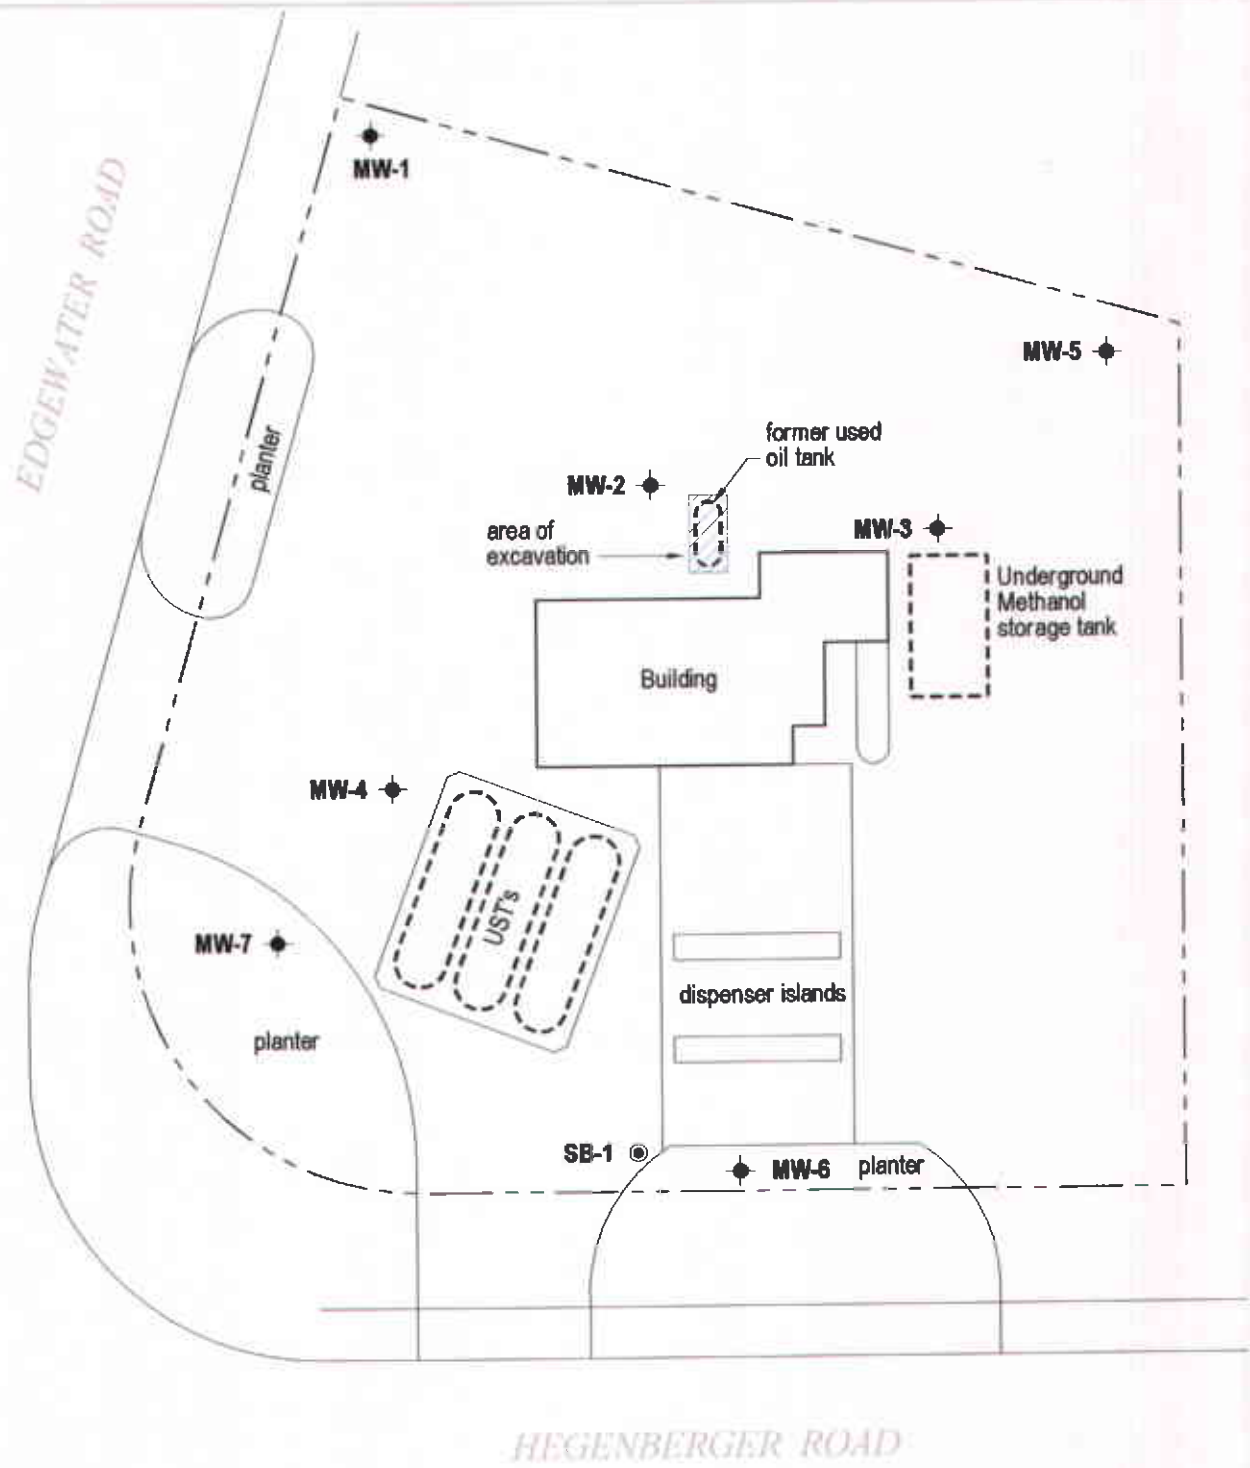 MW-1
EDGEWATER ROAD
MW-5
planter
former used
oil tank
MW-2
area of
excavation
MW-3
Underground
Methanol
storage tank
Building
MW-4
UST's
MW-7
dispenser islands
planter
SB-1
MW-6
planter
HEGENBERGER ROAD